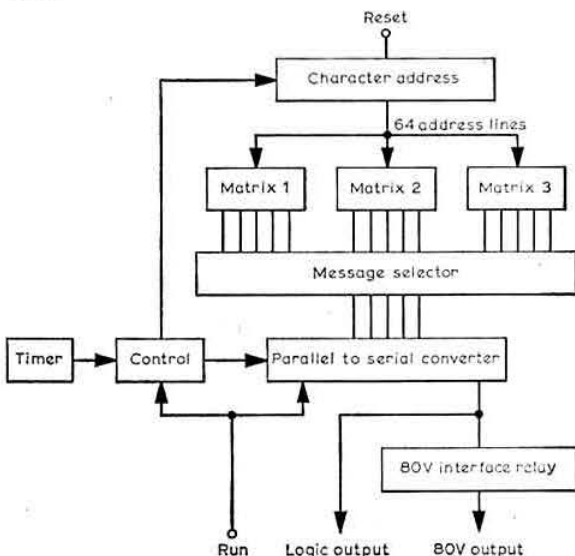 Reset
Character address
64 address lines
Matrix 1 Matrix 2 Matrix 3
Message selector
Timer Control Parallel to serial converter
80V interface relay
Run Logic output 80V output